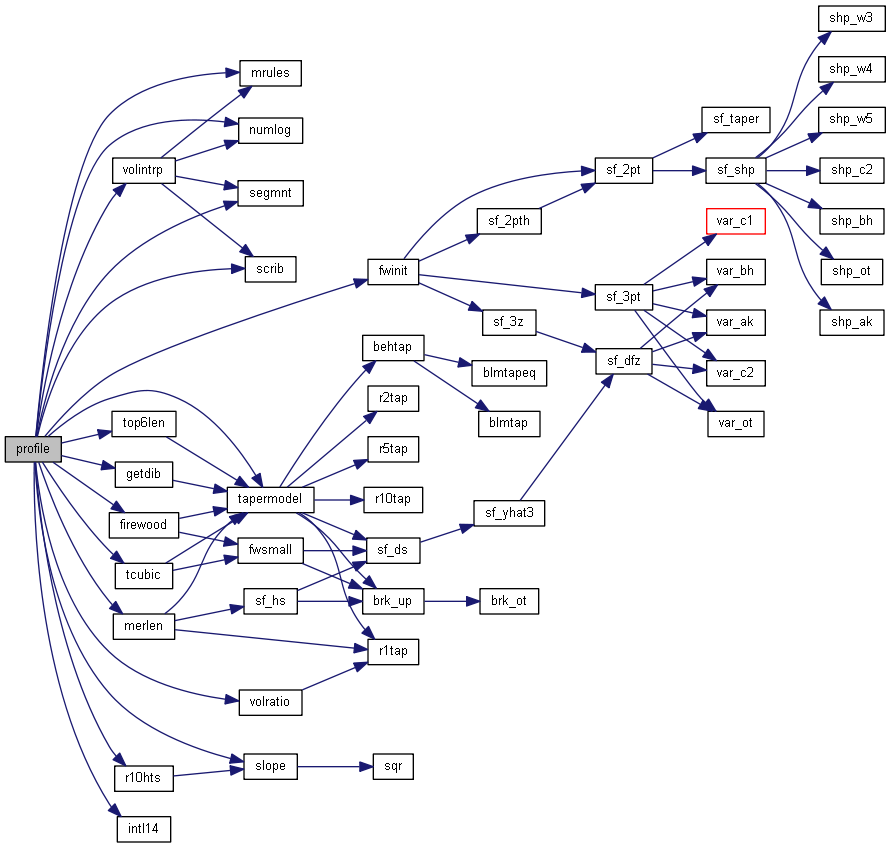 profile
mrules
numlog
volintrp
segmnt
scrib
fwinit
sf_2pth
sf_3z
sf_2pt
sf_taper
sf_shp
shp_w3
shp_w4
shp_w5
shp_c2
shp_bh
shp_ot
shp_ak
sf_3pt
sf_dfz
var_c1
var_bh
var_ak
var_c2
var_ot
behtap
blmtapeq
blmtap
r2tap
r5tap
r10tap
top6len
getdib
firewood
tapermodel
tcubic
fwsmall
sf_ds
sf_yhat3
merlen
sf_hs
brk_up
brk_ot
r1tap
volratio
slope
sqr
r10hts
intl14